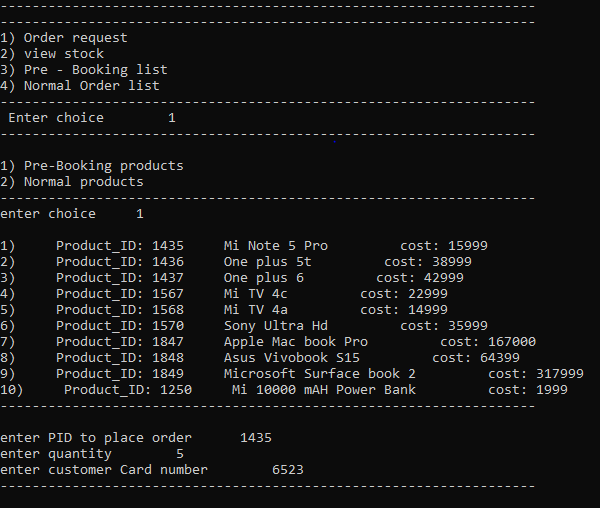 -------------------------------------------------------------------
-------------------------------------------------------------------
1) Order request
2) view stock
3) Pre - Booking list
4) Normal Order list
-------------------------------------------------------------------
 Enter choice        1
-------------------------------------------------------------------
1) Pre-Booking products
2) Normal products
-------------------------------------------------------------------
enter choice     1
1)     Product_ID: 1435     Mi Note 5 Pro         cost: 15999
2)     Product_ID: 1436     One plus 5t         cost: 38999
3)     Product_ID: 1437     One plus 6         cost: 42999
4)     Product_ID: 1567     Mi TV 4c         cost: 22999
5)     Product_ID: 1568     Mi TV 4a         cost: 14999
6)     Product_ID: 1570     Sony Ultra Hd         cost: 35999
7)     Product_ID: 1847     Apple Mac book Pro         cost: 167000
8)     Product_ID: 1848     Asus Vivobook S15         cost: 64399
9)     Product_ID: 1849     Microsoft Surface book 2         cost: 317999
10)     Product_ID: 1250     Mi 10000 mAH Power Bank         cost: 1999
-------------------------------------------------------------------
enter PID to place order      1435
enter quantity        5
enter customer Card number        6523
-------------------------------------------------------------------